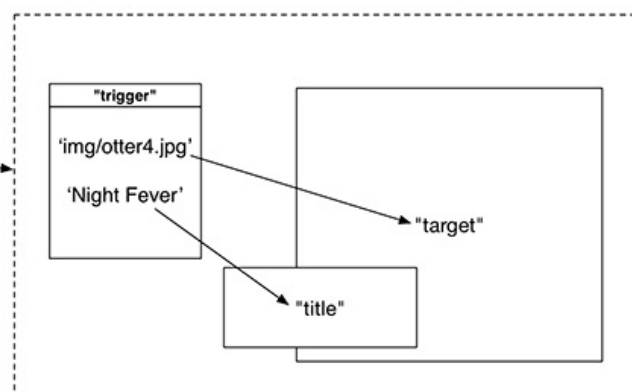 "trigger"
‘img/otter4.jpg’
‘Night Fever’
"target"
"title"